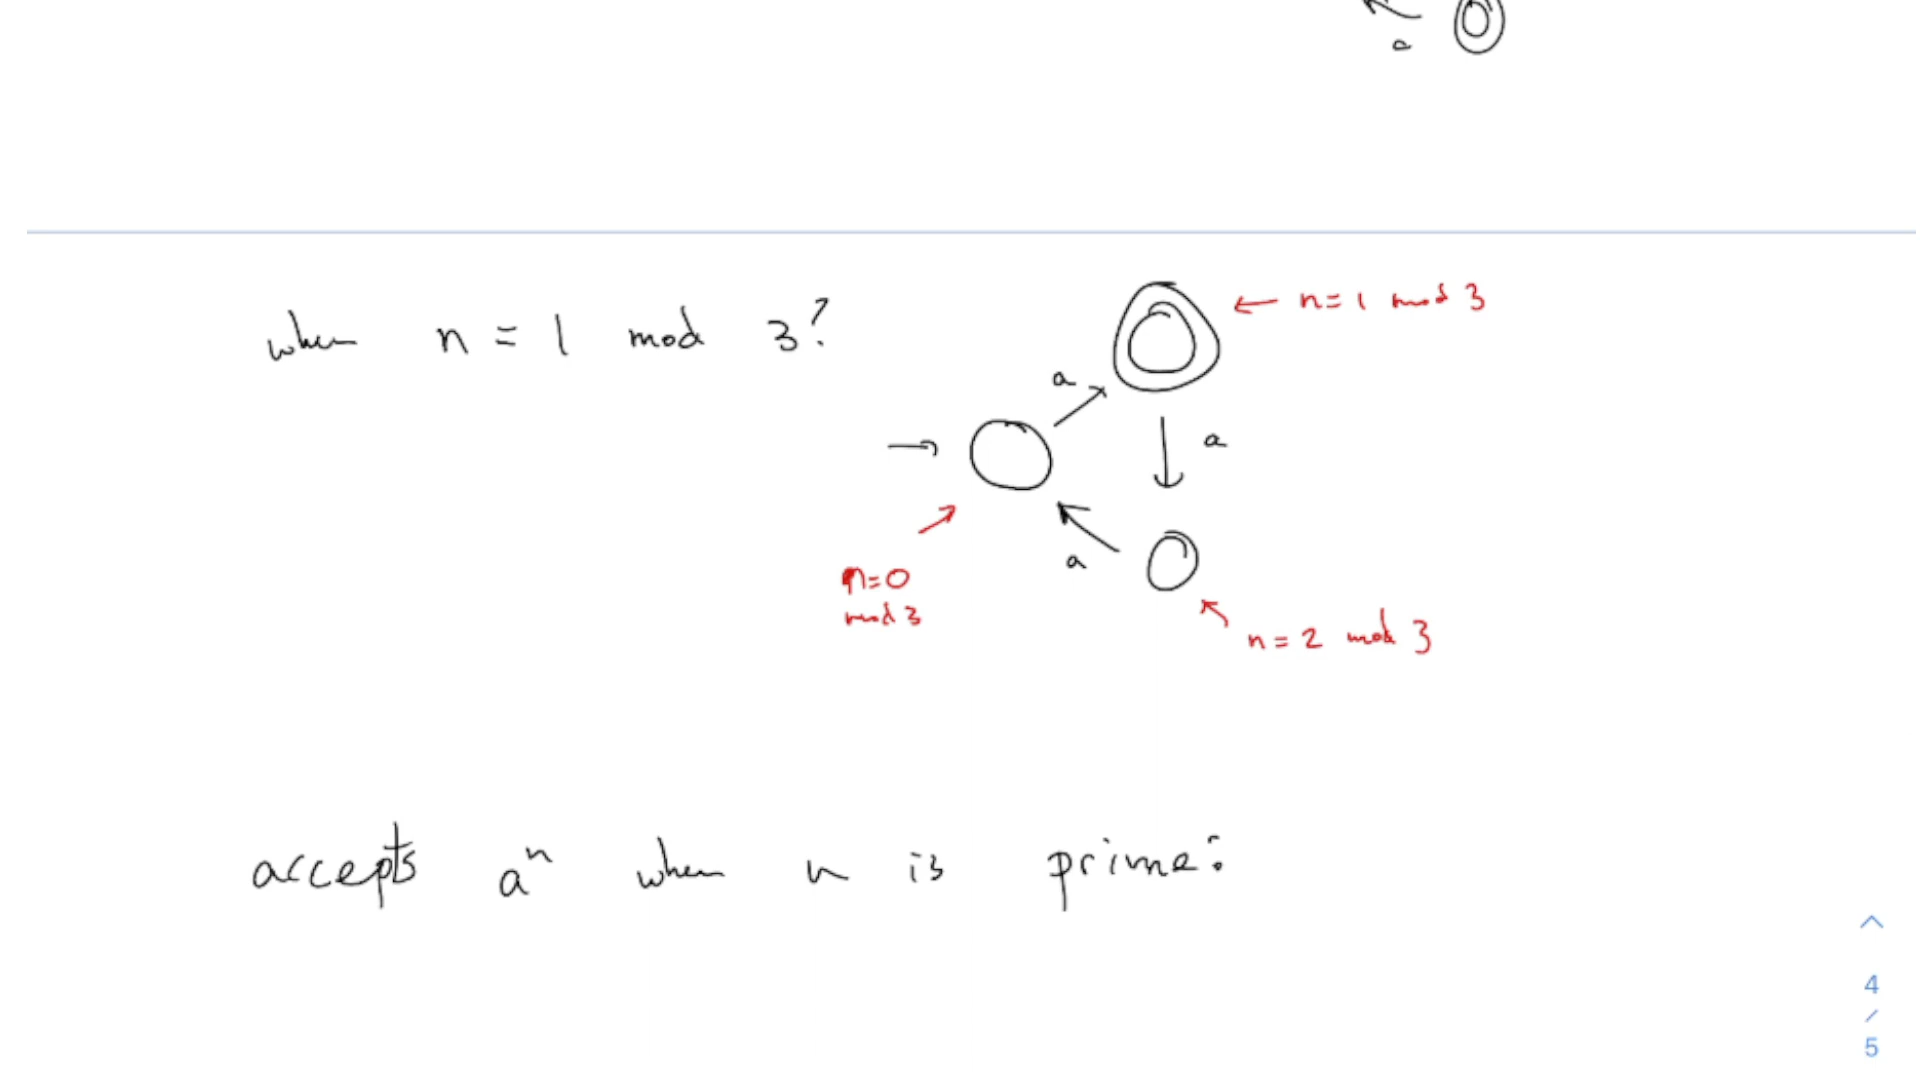 a
when n = 1 mod 3?
← n=1 mod 3
a
a
a
n=0
mod 3
n = 2 mod 3
accepts aⁿ when n is prime:
4
/
5